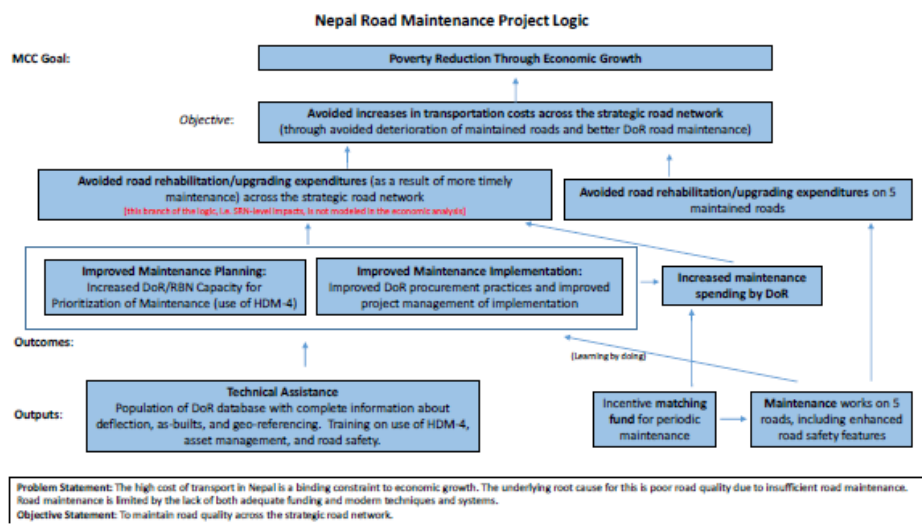 Nepal Road Maintenance Project Logic
MCC Goal:
Poverty Reduction Through Economic Growth
Objective:
Avoided increases in transportation costs across the strategic road network
(through avoided deterioration of maintained roads and better DoR road maintenance)
Avoided road rehabilitation/upgrading expenditures (as a result of more timely
maintenance) across the strategic road network
(this branch of the logic, i.e. SRN-level impacts, is not modeled in the economic analysis)
Avoided road rehabilitation/upgrading expenditures on 5
maintained roads
Improved Maintenance Planning:
Increased DoR/RBN Capacity for
Prioritization of Maintenance (use of HDM-4)
Improved Maintenance Implementation:
Improved DoR procurement practices and improved
project management of implementation
Increased maintenance
spending by DoR
Outcomes:
(Learning by doing)
Outputs:
Technical Assistance
Population of DoR database with complete information about
deflection, as-builts, and geo-referencing. Training on use of HDM-4,
asset management, and road safety.
Incentive matching
fund for periodic
maintenance
Maintenance works on 5
roads, including enhanced
road safety features
Problem Statement: The high cost of transport in Nepal is a binding constraint to economic growth. The underlying root cause for this is poor road quality due to insufficient road maintenance.
Road maintenance is limited by the lack of both adequate funding and modern techniques and systems.
Objective Statement: To maintain road quality across the strategic road network.